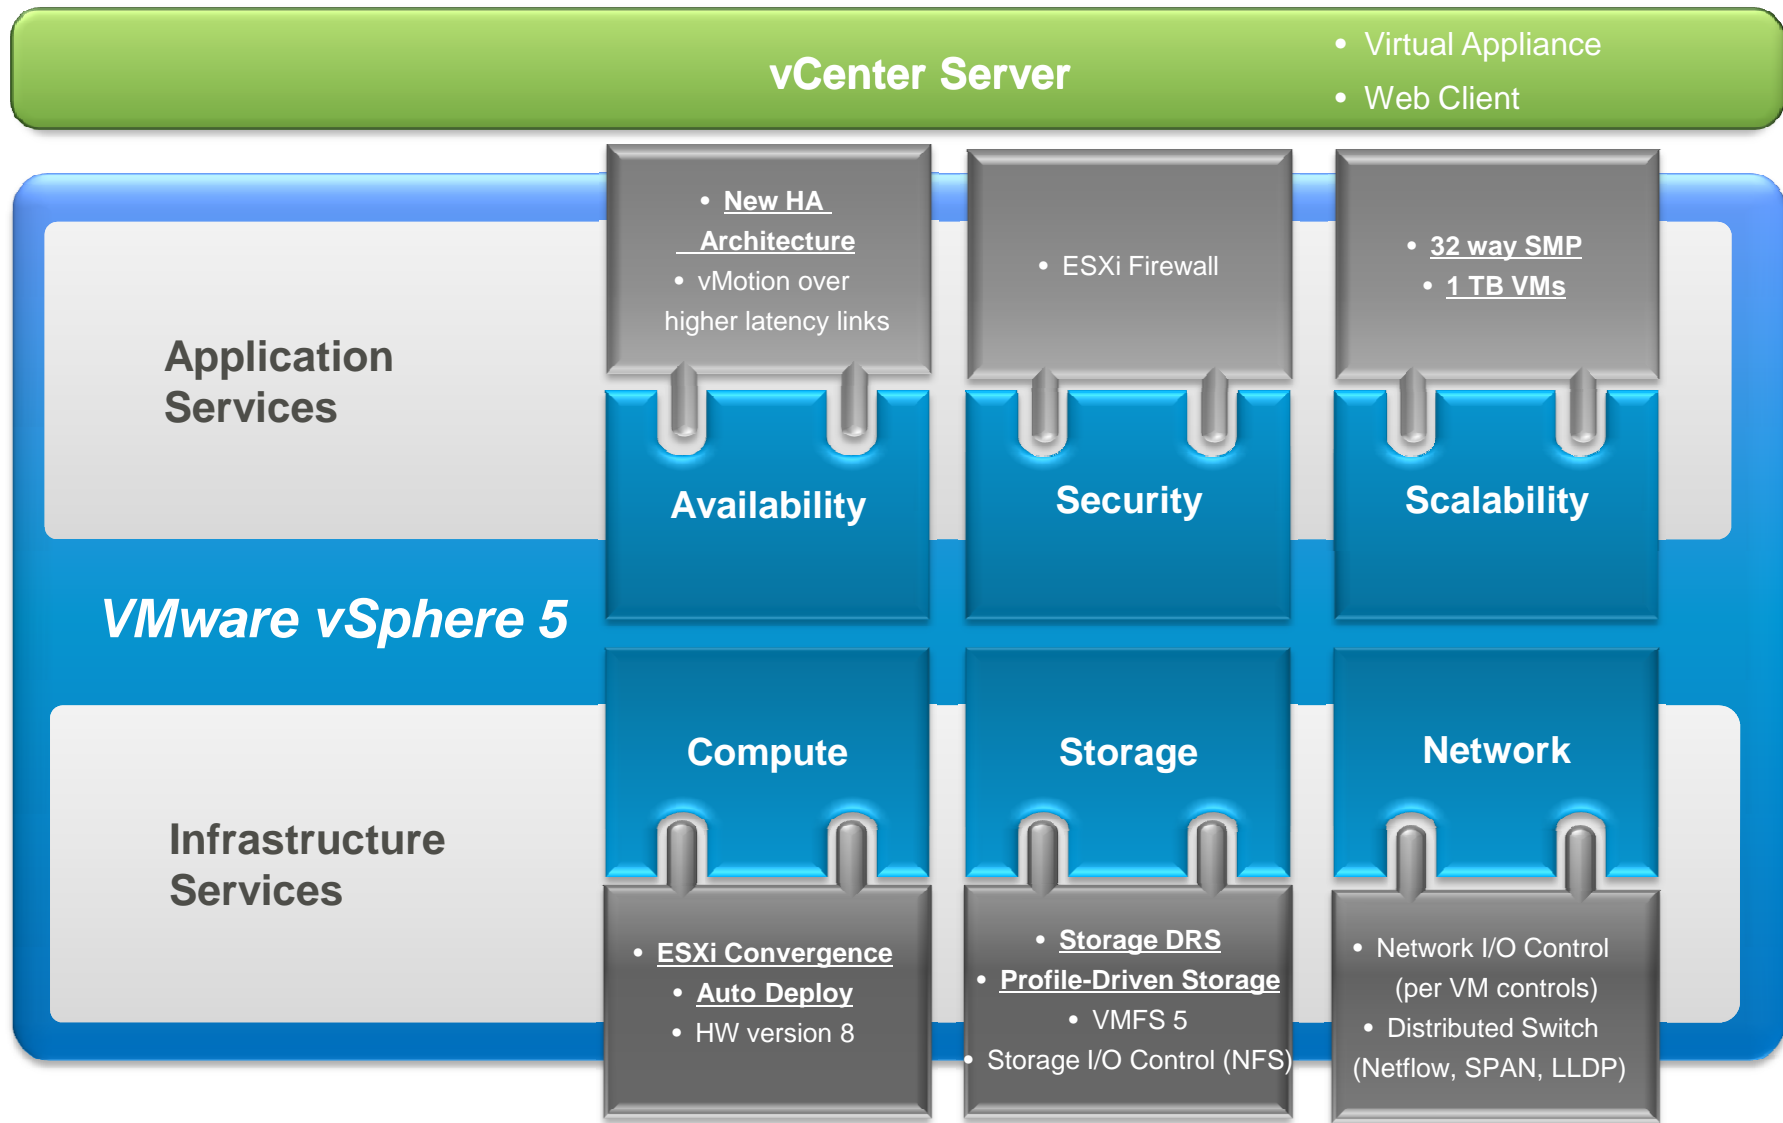 vCenter Server
• Virtual Appliance
• Web Client
• New HA
Architecture
• vMotion over
higher latency links
• ESXi Firewall
• 32 way SMP
• 1 TB VMs
Application
Services
Availability
Security
Scalability
VMware vSphere 5
Compute
Storage
Network
Infrastructure
Services
• ESXi Convergence
• Auto Deploy
• HW version 8
• Storage DRS
• Profile-Driven Storage
• VMFS 5
• Storage I/O Control (NFS)
• Network I/O Control
(per VM controls)
• Distributed Switch
(Netflow, SPAN, LLDP)